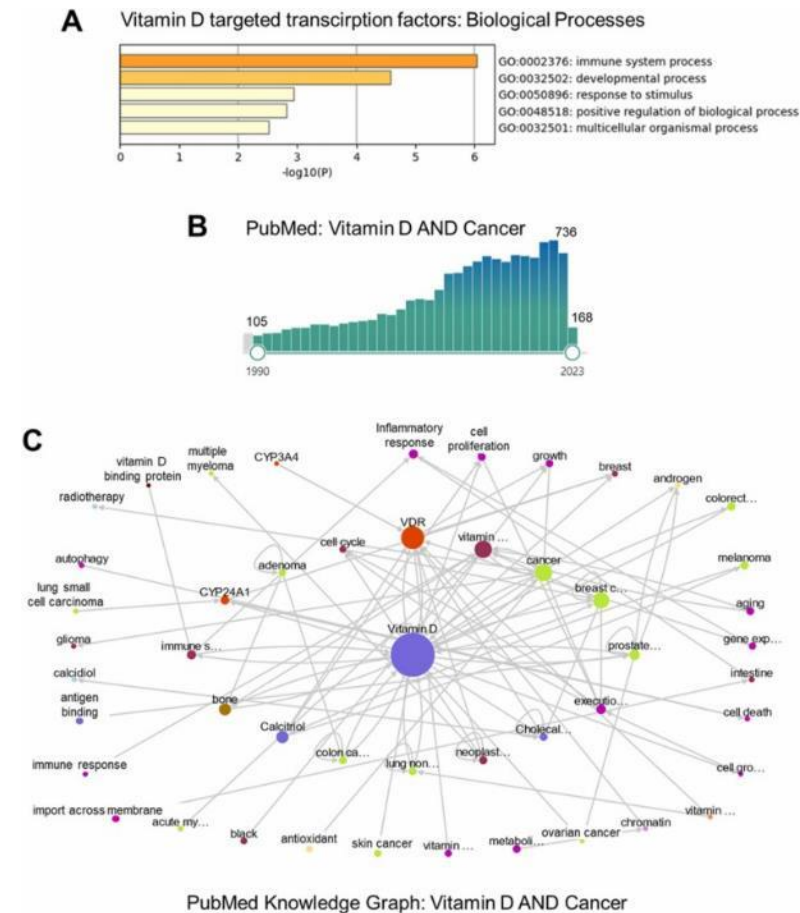 A
Vitamin D targeted transcirption factors: Biological Processes
GO:0002376: immune system process
GO:0032502: developmental process
GO:0050896: response to stimulus
GO:0048518: positive regulation of biological process
GO:0032501: multicellular organismal process
0 1 2 3 4 5 6
-log10(P)
B
PubMed: Vitamin D AND Cancer
736
105
168
1990
2023
C
Inflammatory
response
cell
proliferation
growth
breast
androgen
colorect...
multiple
myeloma
CYP3A4
vitamin D
binding protein
radiotherapy
VDR
vitamin ...
cell cycle
cancer
melanoma
autophagy
adenoma
breast c...
CYP24A1
lung small
cell carcinoma
aging
Vitamin D
glioma
immune s...
prostate...
gene exp...
calcidiol
intestine
antigen
binding
bone
executio...
cell death
Calcitriol
Cholecal...
colon ca...
lung non...
neoplast...
immune response
cell gro...
import across membrane
acute my...
vitamin ...
black
antioxidant
skin cancer
vitamin ...
metaboli...
ovarian cancer
chromatin
PubMed Knowledge Graph: Vitamin D AND Cancer